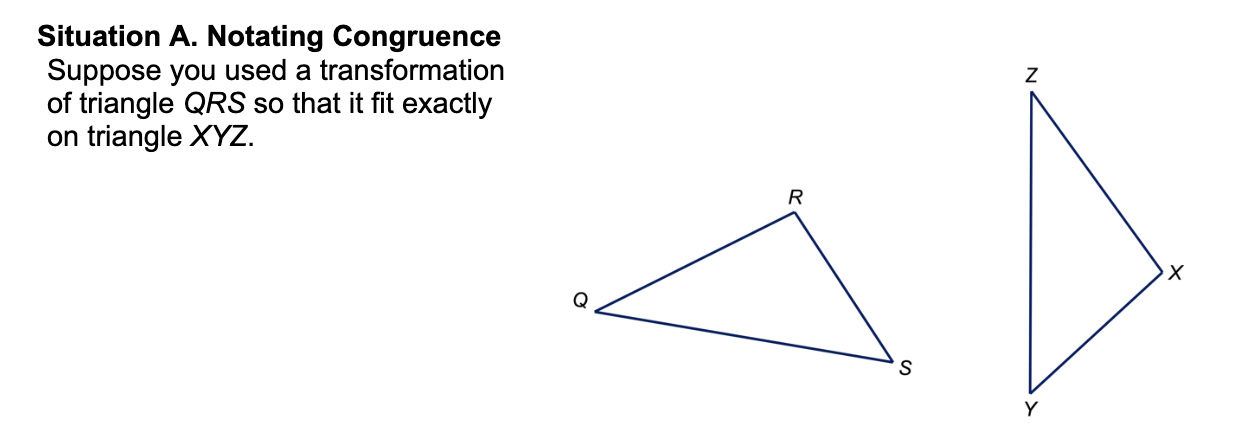 Situation A. Notating Congruence
Suppose you used a transformation
of triangle QRS so that it fit exactly
on triangle XYZ.
Z
R
X
Q
S
Y